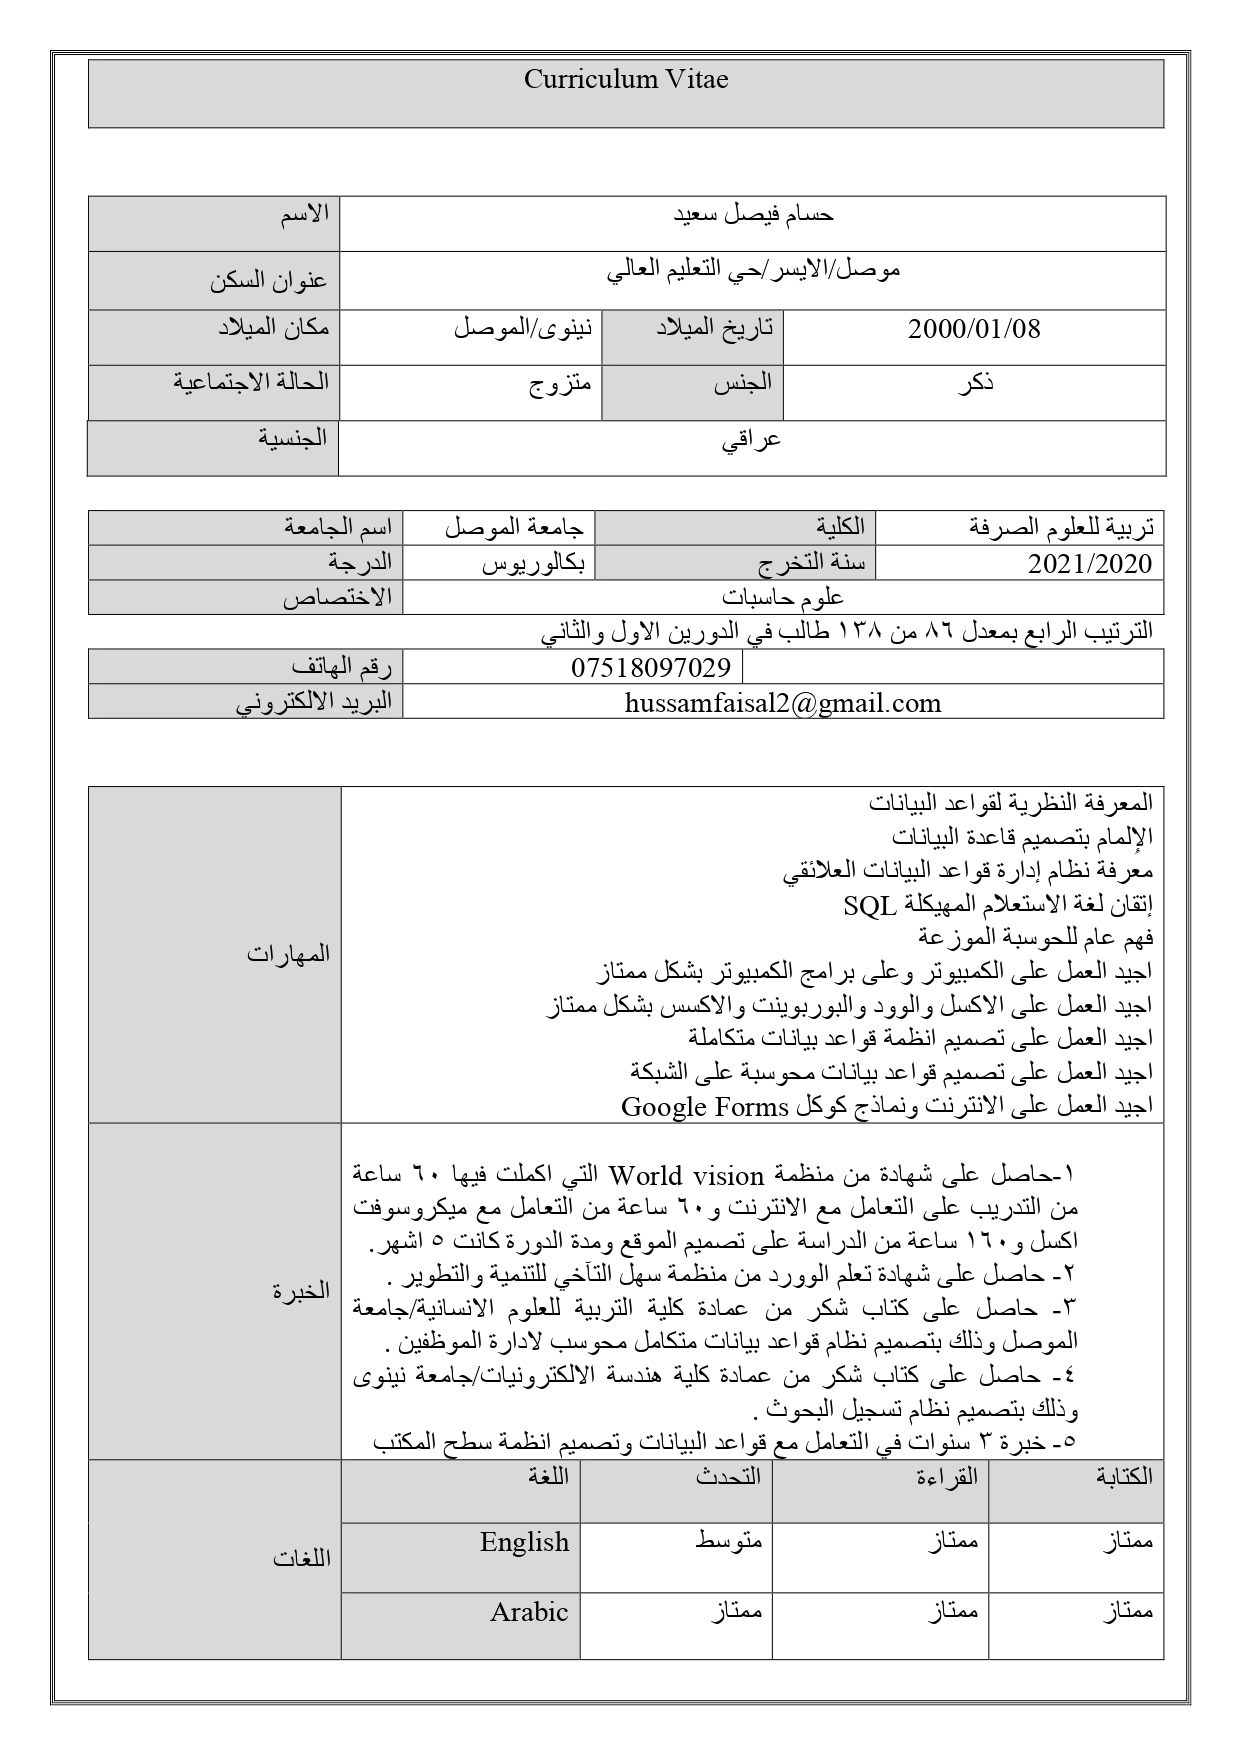 Curriculum Vitae
الاسم حسام فيصل سعيد
عنوان السكن موصل/الايسر/حي التعليم العالي
مكان الميلاد نينوى/الموصل تاريخ الميلاد 2000/01/08
الحالة الاجتماعية متزوج الجنس ذكر
الجنسية عراقي
اسم الجامعة جامعة الموصل الكلية تربية للعلوم الصرفة
الدرجة بكالوريوس سنة التخرج 2021/2020
الاختصاص علوم حاسبات
الترتيب الرابع بمعدل ٨٦ من ١٣٨ طالب في الدورين الاول والثاني
رقم الهاتف 07518097029
البريد الالكتروني hussamfaisal2@gmail.com
المهارات
المعرفة النظرية لقواعد البيانات
الإلمام بتصميم قاعدة البيانات
معرفة نظام إدارة قواعد البيانات العلائقي
إتقان لغة الاستعلام المهيكلة SQL
فهم عام للحوسبة الموزعة
اجيد العمل على الكمبيوتر وعلى برامج الكمبيوتر بشكل ممتاز
اجيد العمل على الاكسل والوود والبوربوينت والاكسس بشكل ممتاز
اجيد العمل على تصميم انظمة قواعد بيانات متكاملة
اجيد العمل على تصميم قواعد بيانات محوسبة على الشبكة
اجيد العمل على الانترنت ونماذج كوكل Google Forms
الخبرة
١-حاصل على شهادة من منظمة World vision التي اكملت فيها ٦٠ ساعة
من التدريب على التعامل مع الانترنت و٦٠ ساعة من التعامل مع ميكروسوفت
اكسل و١٦٠ ساعة من الدراسة على تصميم الموقع ومدة الدورة كانت ٥ اشهر.
٢- حاصل على شهادة تعلم الوورد من منظمة سهل التآخي للتنمية والتطوير .
٣- حاصل على كتاب شكر من عمادة كلية التربية للعلوم الانسانية/جامعة
الموصل وذلك بتصميم نظام قواعد بيانات متكامل محوسب لادارة الموظفين .
٤- حاصل على كتاب شكر من عمادة كلية هندسة الالكترونيات/جامعة نينوى
وذلك بتصميم نظام تسجيل البحوث .
٥- خبرة ٣ سنوات في التعامل مع قواعد البيانات وتصميم انظمة سطح المكتب
اللغات
اللغة التحدث القراءة الكتابة
English متوسط ممتاز ممتاز
Arabic ممتاز ممتاز ممتاز